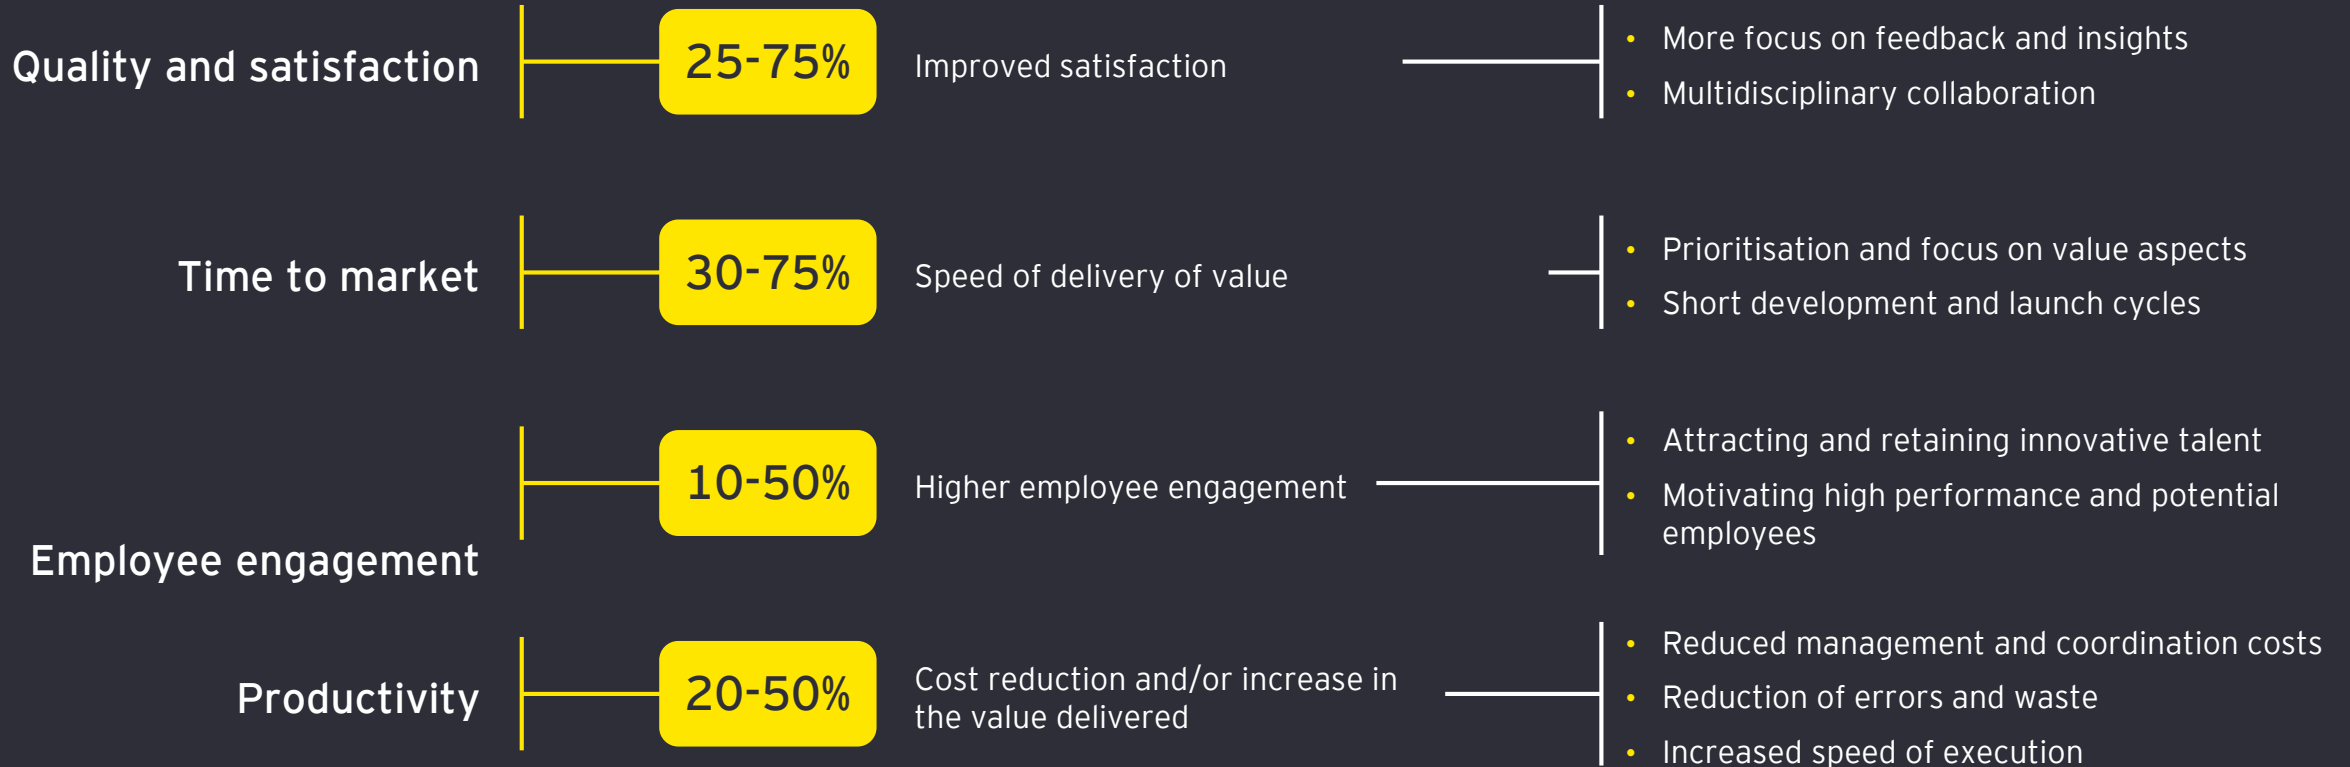 Quality and satisfaction
25-75%
Improved satisfaction
• More focus on feedback and insights
• Multidisciplinary collaboration
Time to market
30-75%
Speed of delivery of value
• Prioritisation and focus on value aspects
• Short development and launch cycles
Employee engagement
10-50%
Higher employee engagement
• Attracting and retaining innovative talent
• Motivating high performance and potential
employees
Productivity
20-50%
Cost reduction and/or increase in
the value delivered
• Reduced management and coordination costs
• Reduction of errors and waste
• Increased speed of execution